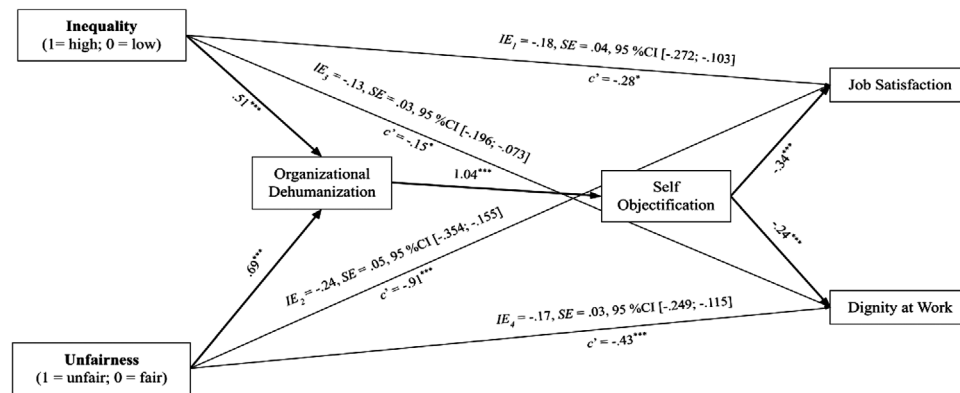 Inequality
(1= high; 0 = low)
IE1 = -.18, SE = .04, 95 %CI [-.272; -.103]
c' = -.28*
Job Satisfaction
IE3 = -.13, SE = .03, 95 %CI [-.196; -.073]
c' = -.15*
.51***
Organizational
Dehumanization
1.04***
Self
Objectification
-.34***
-.24***
.69***
IE2 = -.24, SE = .05, 95 %CI [-.354; -.155]
c' = -.91***
IE4 = -.17, SE = .03, 95 %CI [-.249; -.115]
c' = -.43***
Dignity at Work
Unfairness
(1 = unfair; 0 = fair)